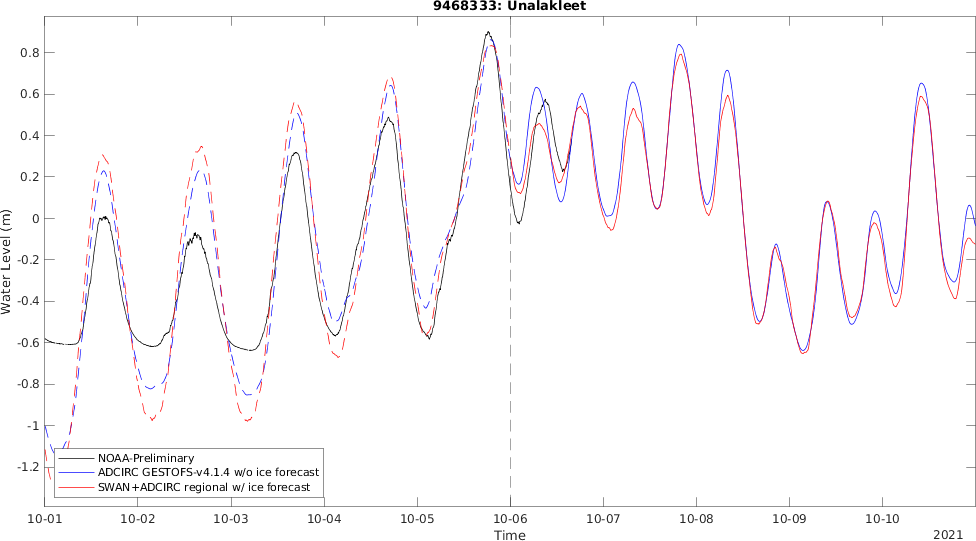 9468333: Unalakleet
0.8
0.6
0.4
0.2
0
-0.2
-0.4
-0.6
-0.8
-1
-1.2
Water Level (m)
NOAA-Preliminary
ADCIRC GESTOFS-v4.1.4 w/o ice forecast
SWAN+ADCIRC regional w/ ice forecast
10-01 10-02 10-03 10-04 10-05 10-06 10-07 10-08 10-09 10-10
Time
2021